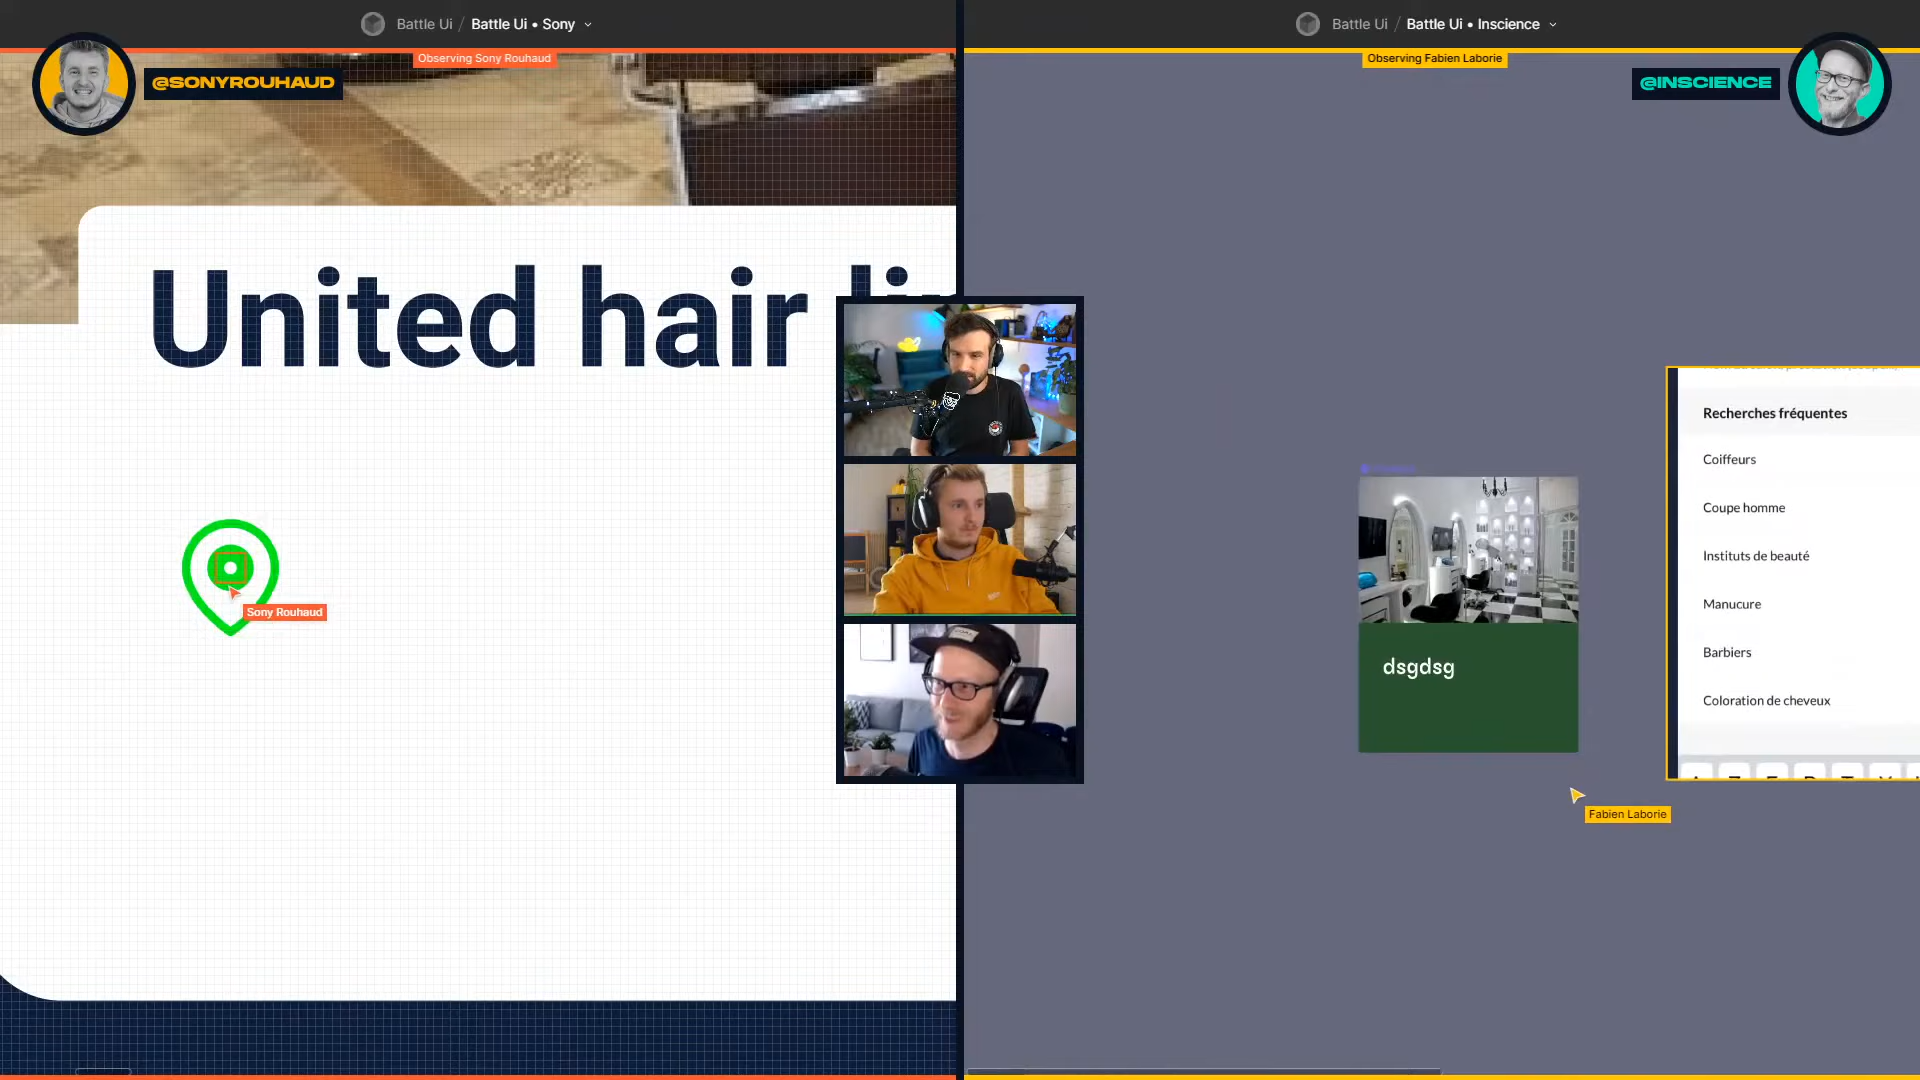 Battle Ui / Battle Ui • Sony
Battle Ui / Battle Ui • Inscience
Observing Sony Rouhaud
Observing Fabien Laborie
@SONYROUHAUD
@INSCIENCE
United hair
Sony Rouhaud
Recherches fréquentes
Coiffeurs
Coupe homme
Instituts de beauté
Manucure
Barbiers
Coloration de cheveux
dsgdsg
Fabien Laborie